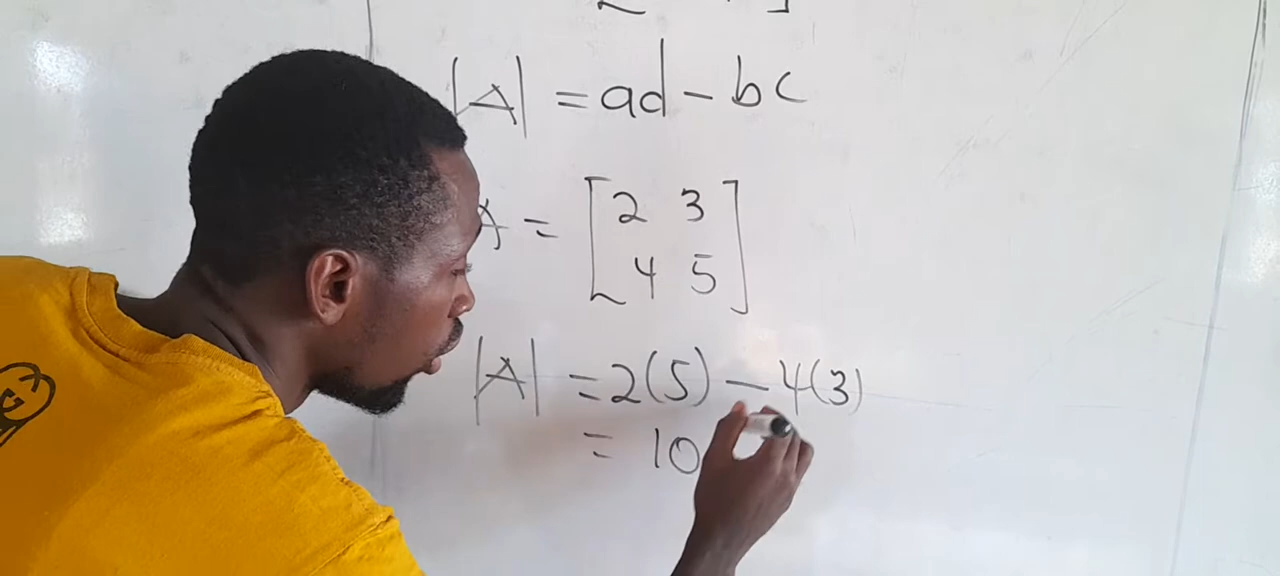 |A| = ad - bc
A = [2 3
4 5]
|A| = 2(5) - 4(3)
= 10